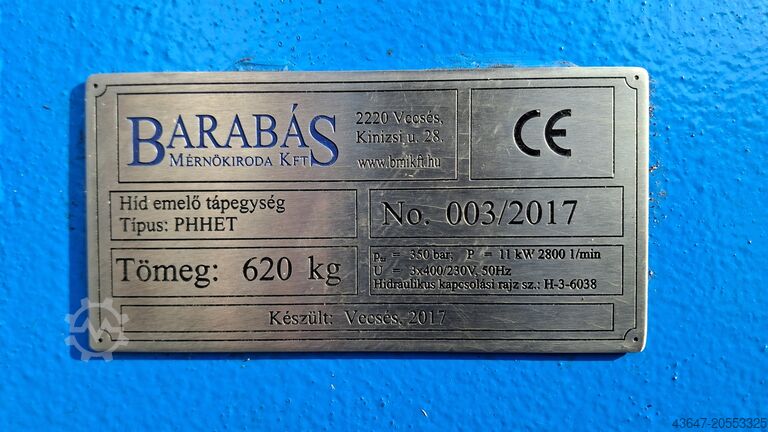 BARABÁS
MÉRNÖKIRODA KFT
2220 Vecsés,
Kinizsi u. 28.
www.bmikft.hu
CE
Híd emelő tápegység
Típus: PHHET
No. 003/2017
Tömeg: 620 kg
pₘ = 350 bar; P = 11 kW 2800 1/min
U = 3x400/230V, 50Hz
Hidraulikus kapcsolási rajz sz.: H-3-6038
Készült: Vecsés, 2017
43647-20553325